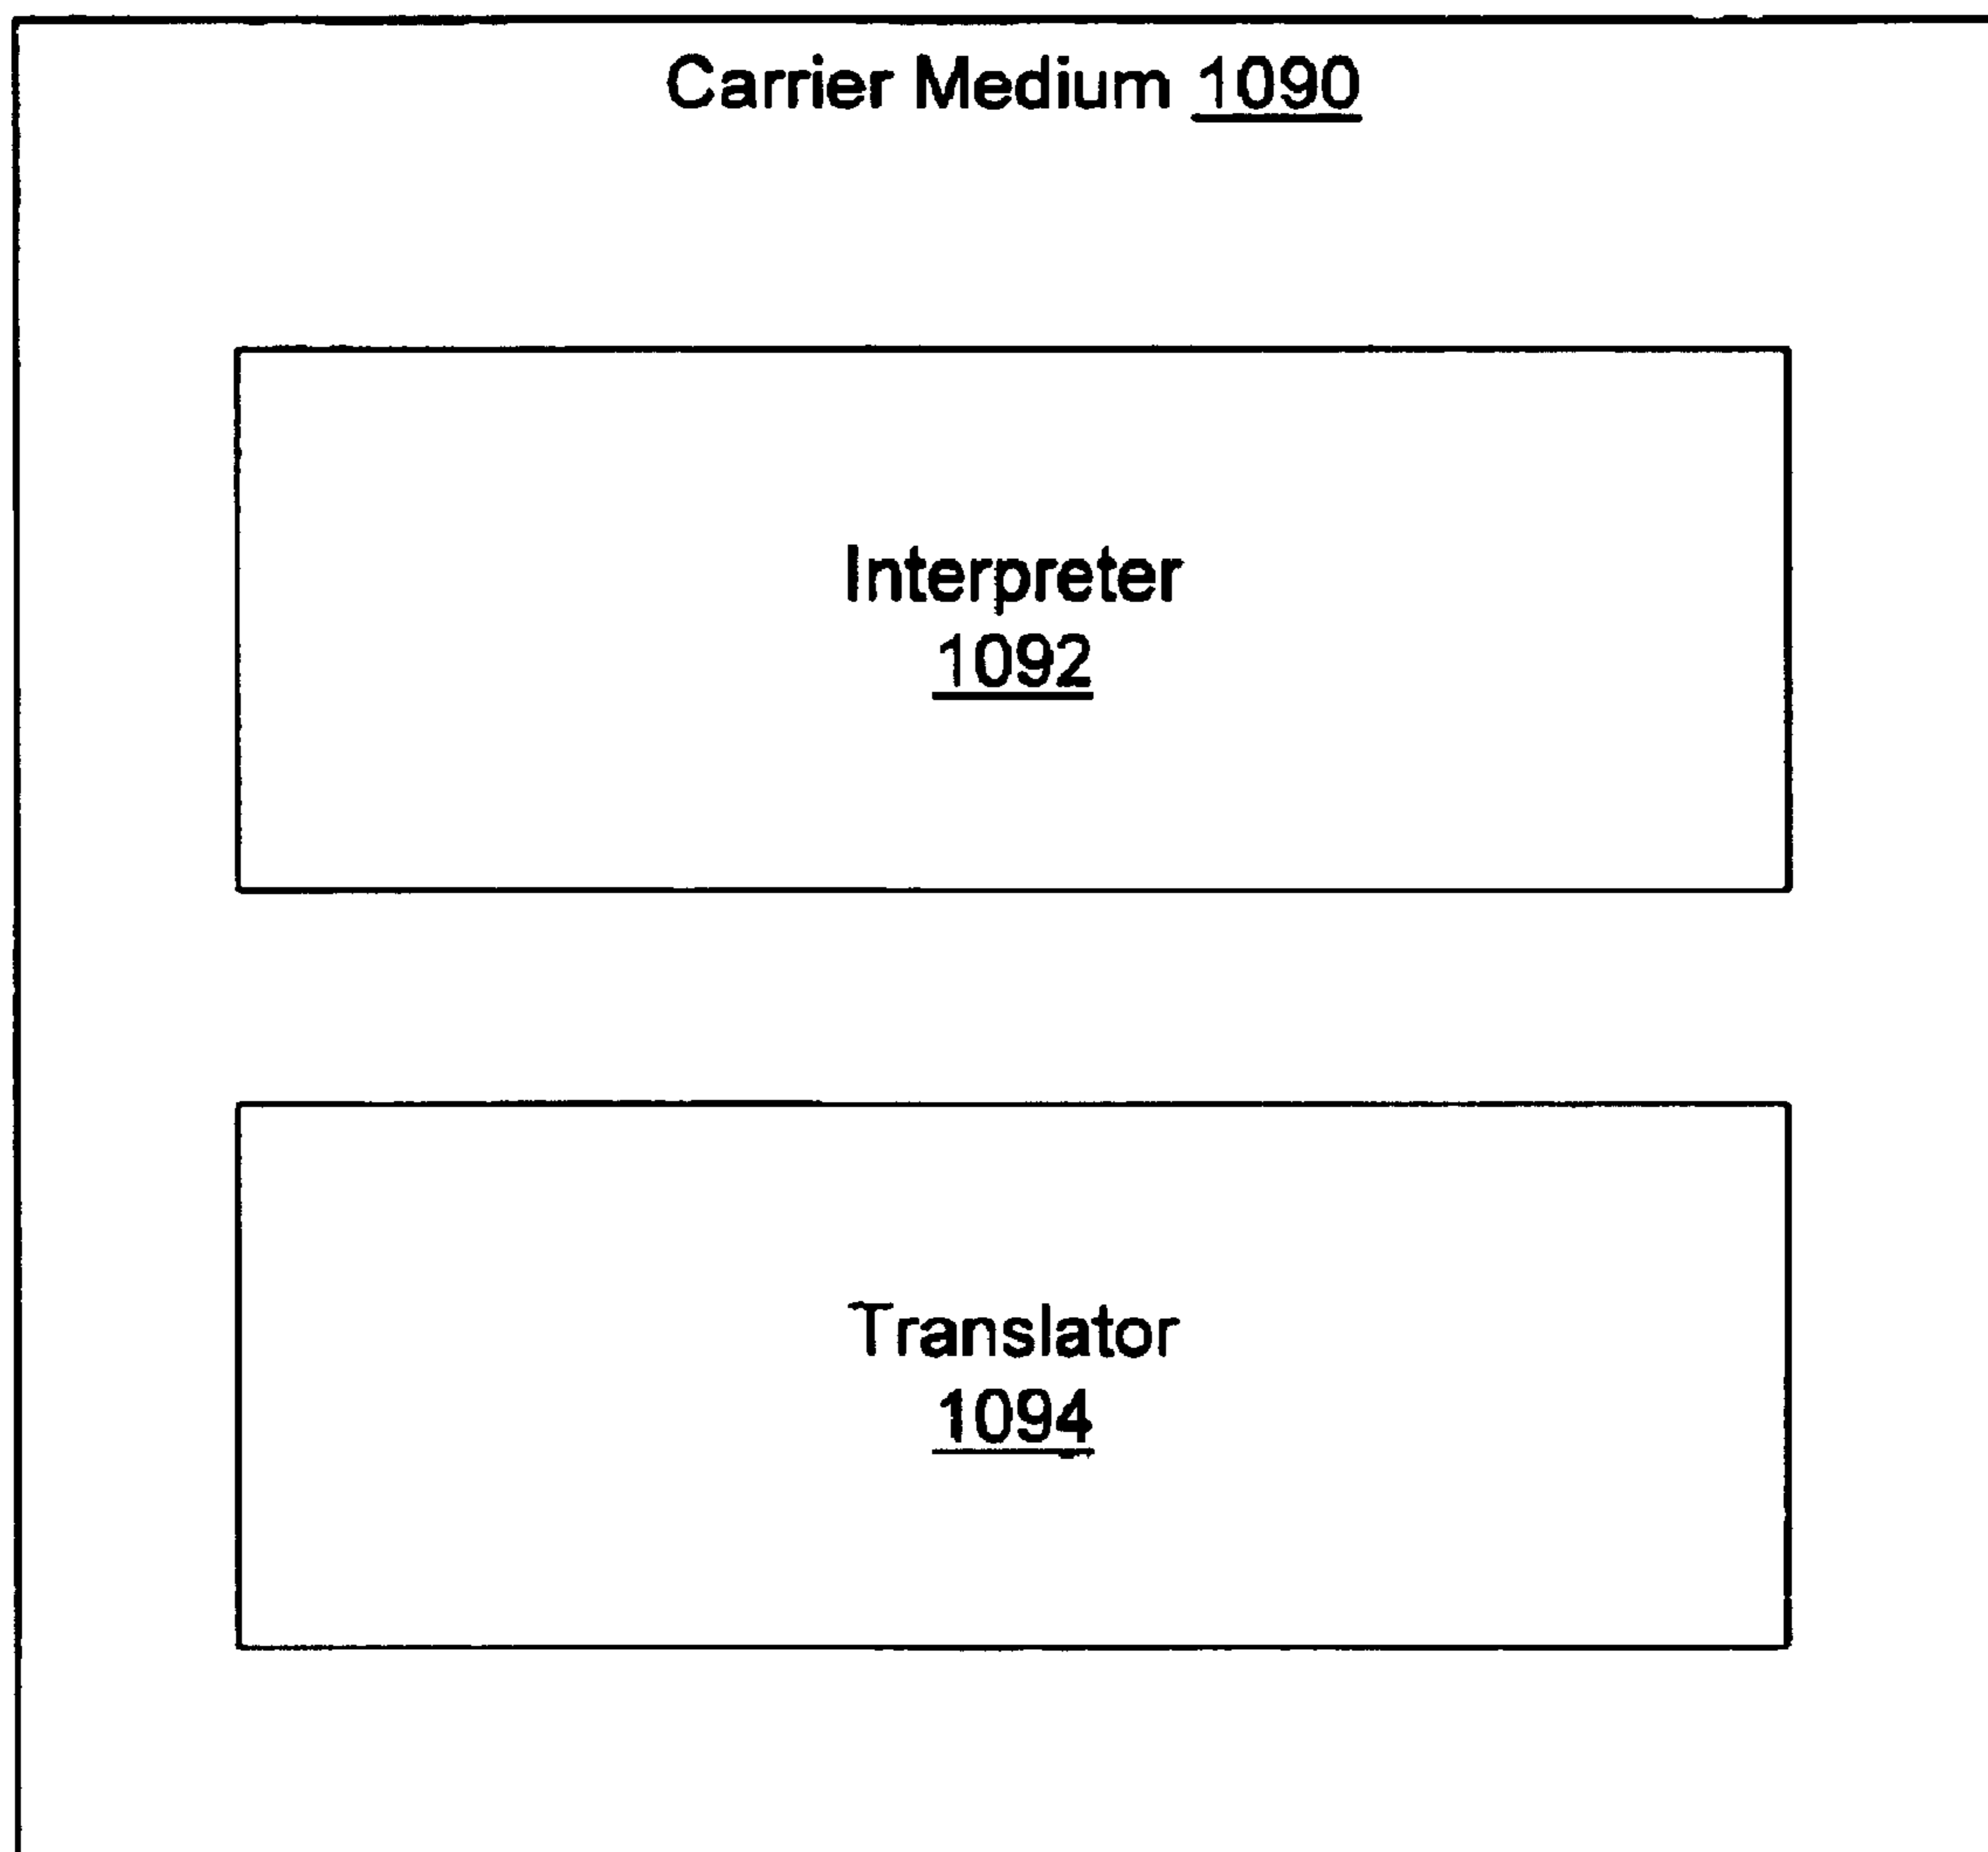 Carrier Medium 1090
Interpreter
1092
Translator
1094